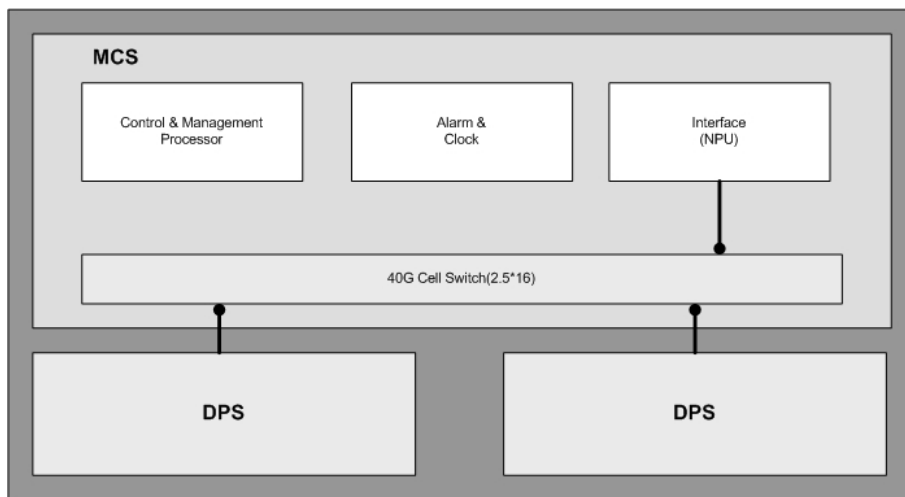 MCS
Control & Management
Processor
Alarm &
Clock
Interface
(NPU)
40G Cell Switch(2.5*16)
DPS
DPS